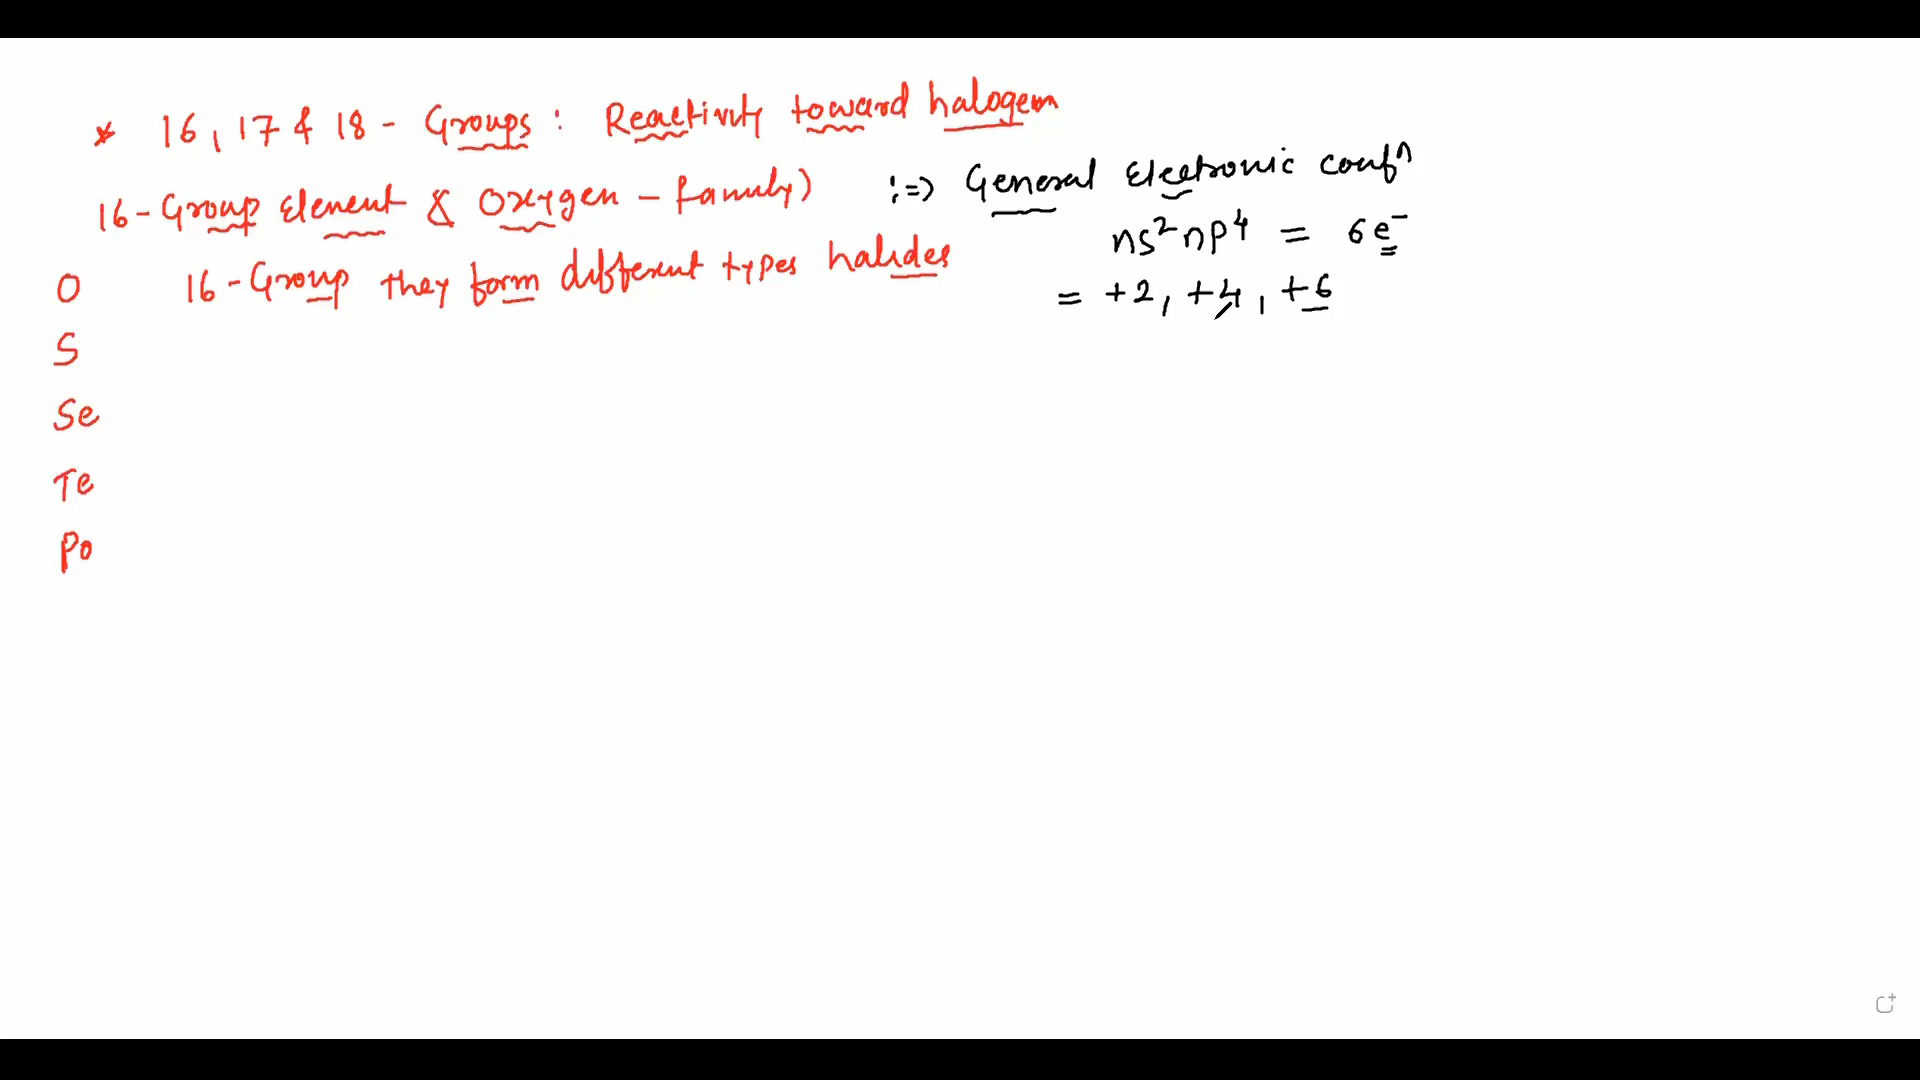 * 16, 17 & 18 - Groups : Reactivity toward halogen
16 - Group Element & Oxygen - family)
:=> General Electronic confn
ns²np⁴ = 6e⁻
= +2, +4, +6
16 - Group they form different types halides
O
S
Se
Te
Po